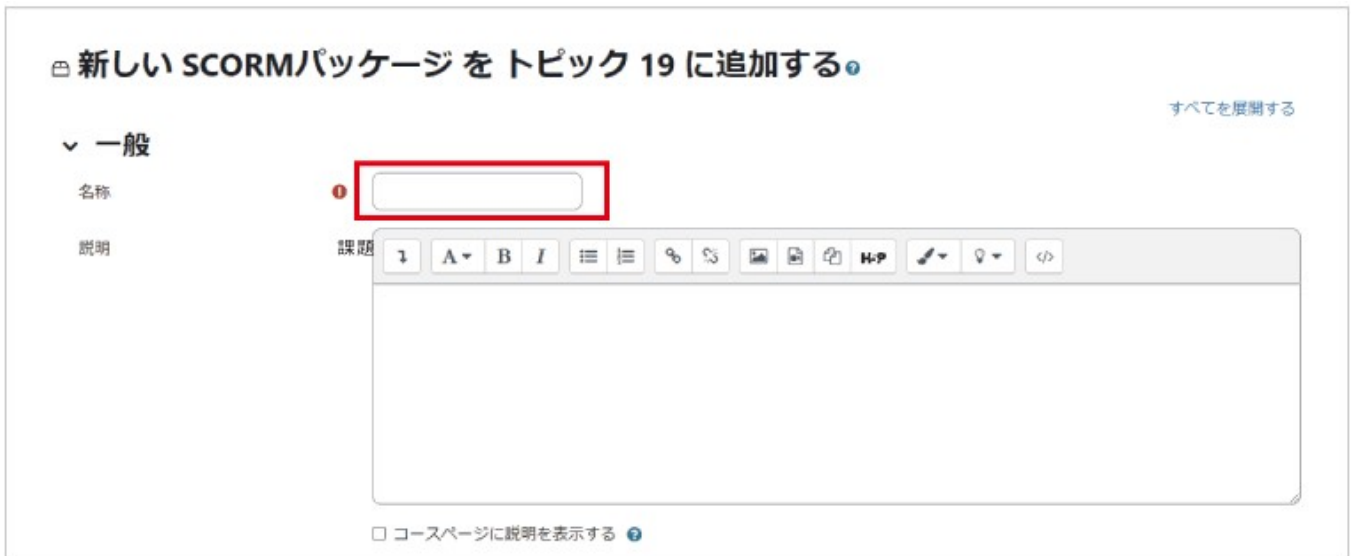 新しい SCORMパッケージ を トピック 19 に追加する
すべてを展開する
一般
名称
説明
課題
A B I H-P </>
コースページに説明を表示する